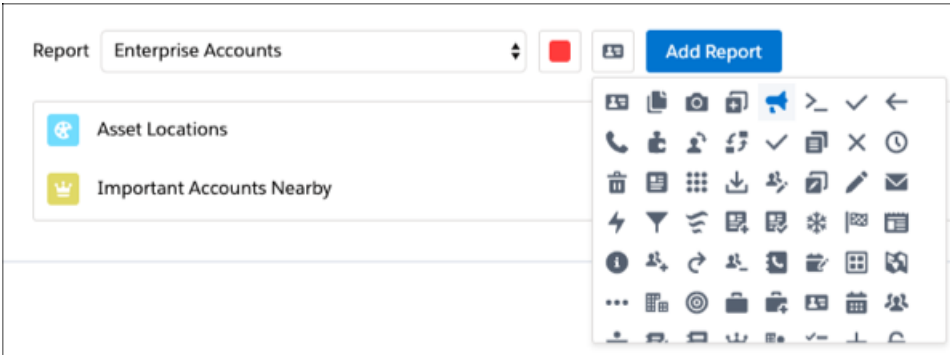 Report Enterprise Accounts Add Report
Asset Locations
Important Accounts Nearby